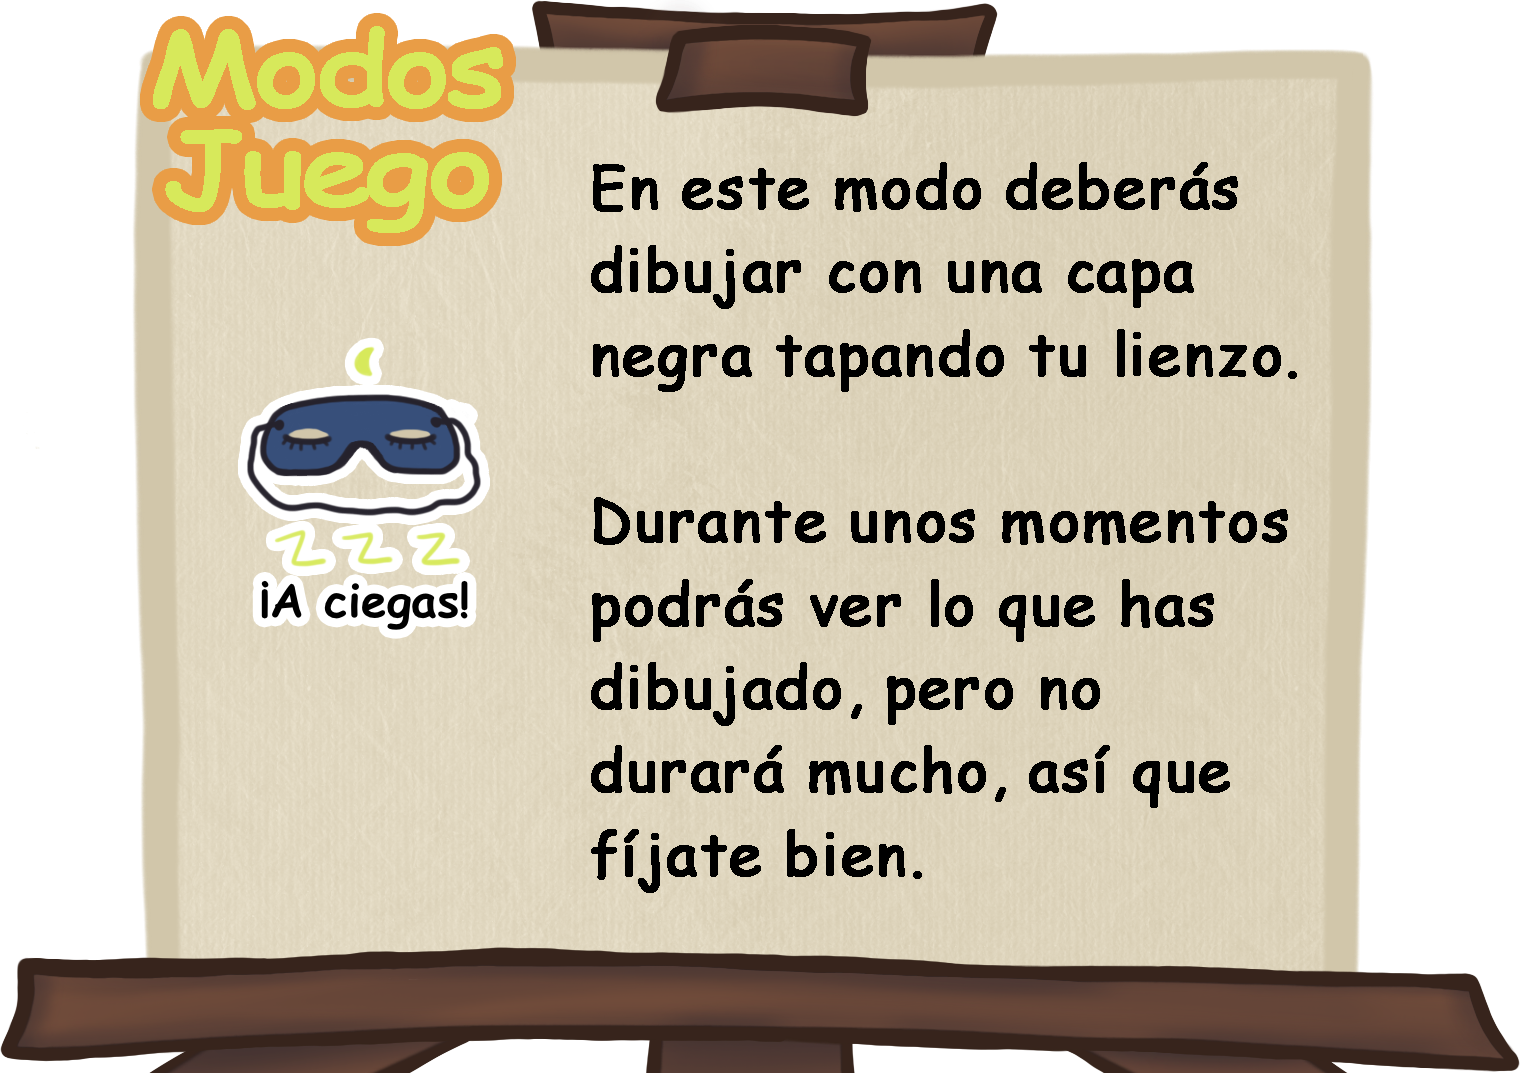 Modos
Juego
En este modo deberás
dibujar con una capa
negra tapando tu lienzo.
Durante unos momentos
podrás ver lo que has
dibujado, pero no
durará mucho, así que
fíjate bien.
z z z
¡A ciegas!